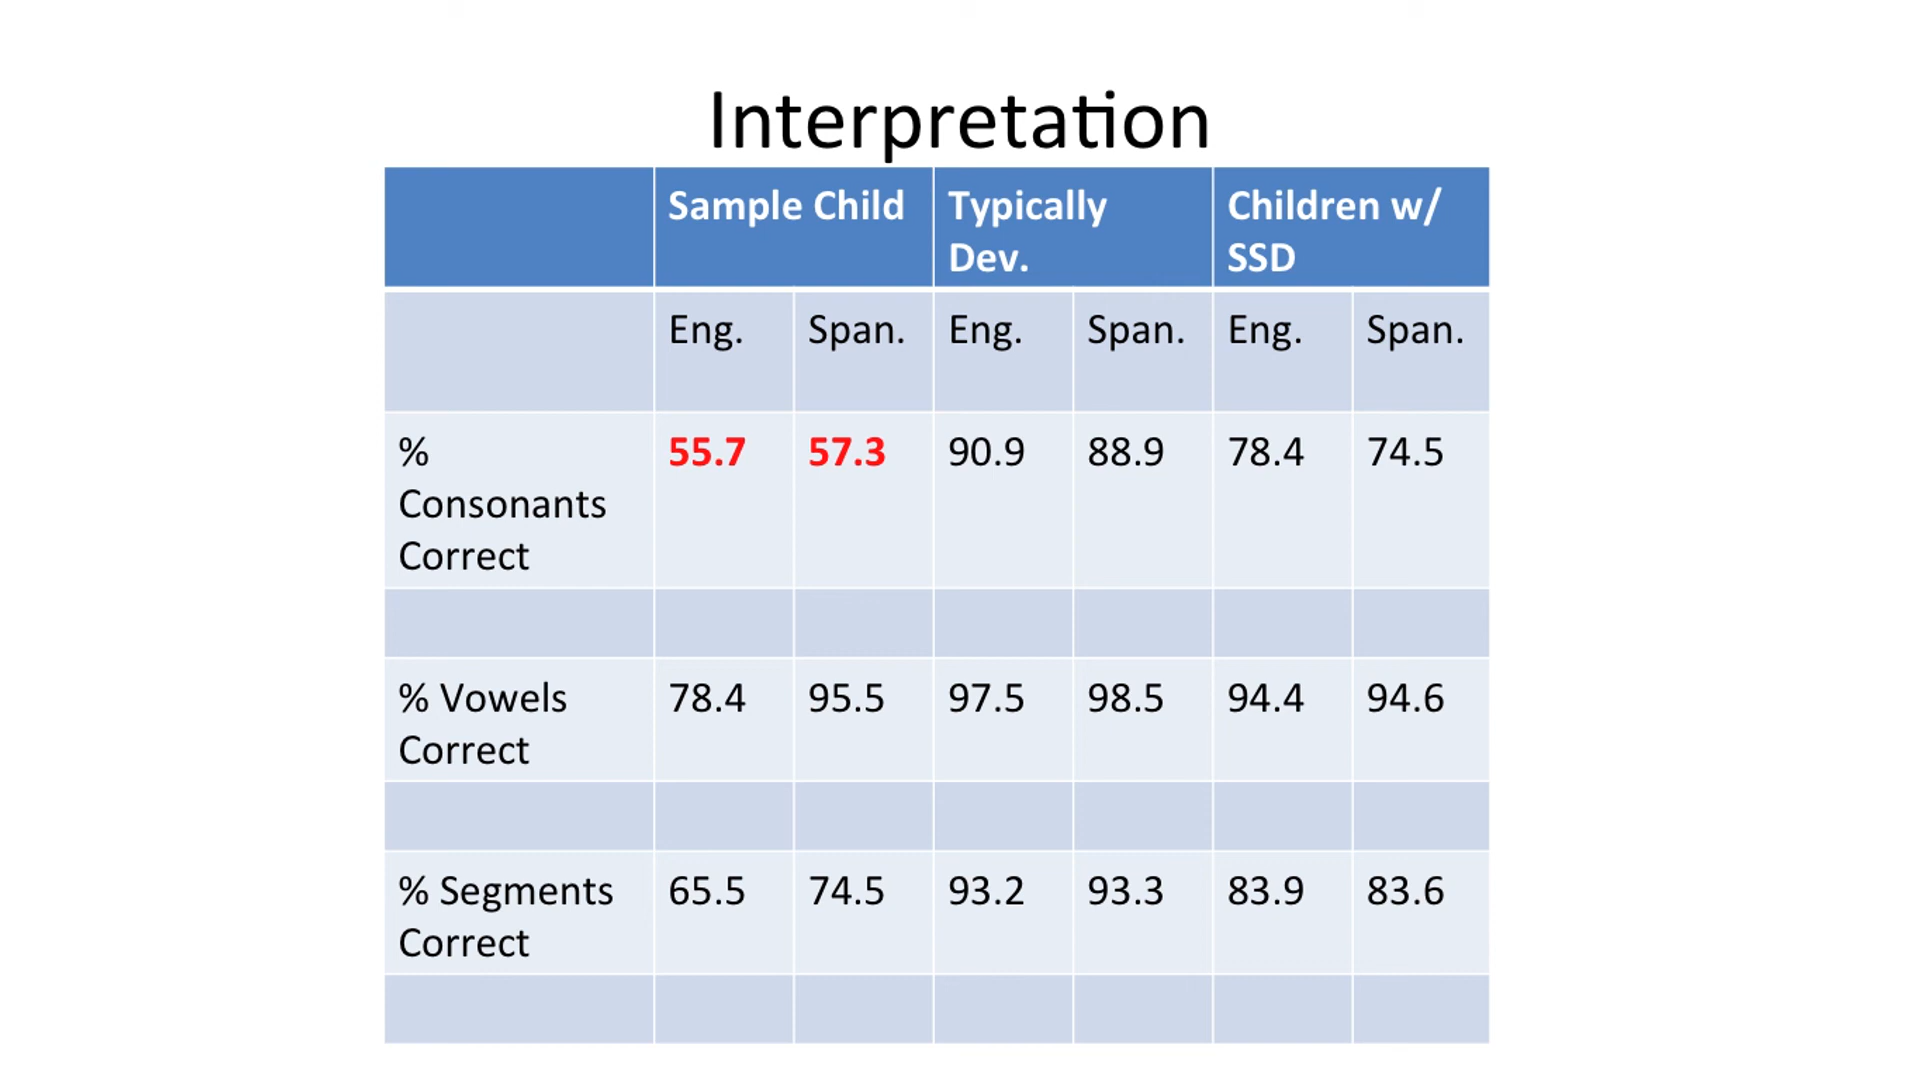 Interpretation
Sample Child Typically Children w/
Dev. SSD
Eng. Span. Eng. Span. Eng. Span.
% 55.7 57.3 90.9 88.9 78.4 74.5
Consonants
Correct
% Vowels 78.4 95.5 97.5 98.5 94.4 94.6
Correct
% Segments 65.5 74.5 93.2 93.3 83.9 83.6
Correct